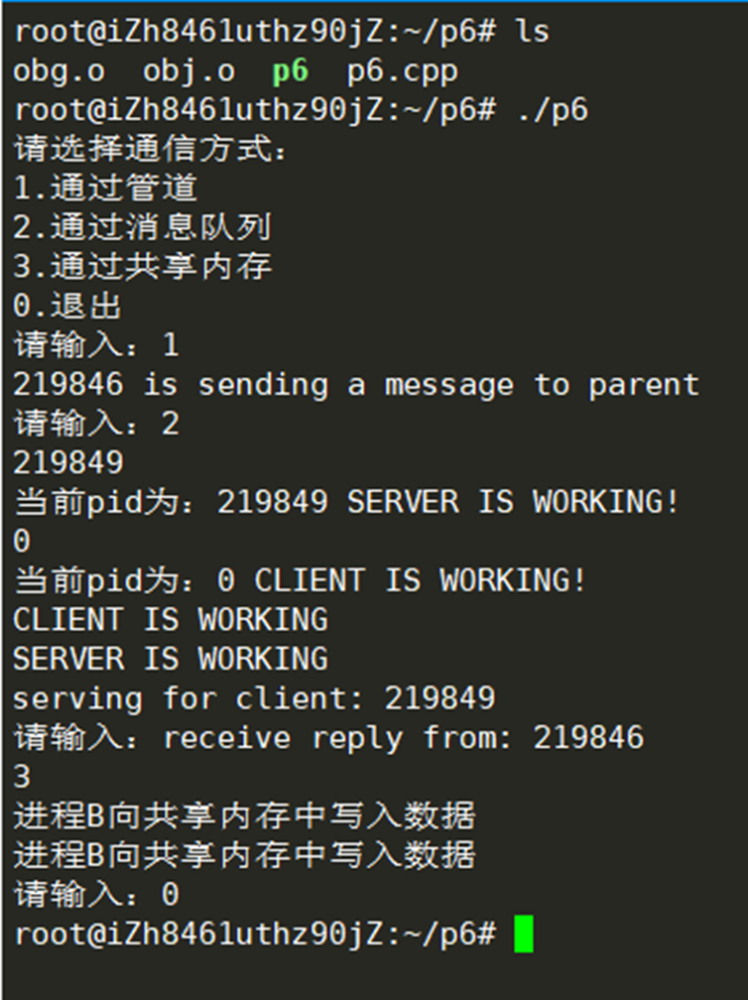 root@iZh8461uthz90jZ:~/p6# ls
obg.o  obj.o  p6  p6.cpp
root@iZh8461uthz90jZ:~/p6# ./p6
请选择通信方式：
1.通过管道
2.通过消息队列
3.通过共享内存
0.退出
请输入：1
219846 is sending a message to parent
请输入：2
219849
当前pid为：219849 SERVER IS WORKING!
0
当前pid为：0 CLIENT IS WORKING!
CLIENT IS WORKING
SERVER IS WORKING
serving for client: 219849
请输入：receive reply from: 219846
3
进程B向共享内存中写入数据
进程B向共享内存中写入数据
请输入：0
root@iZh8461uthz90jZ:~/p6#